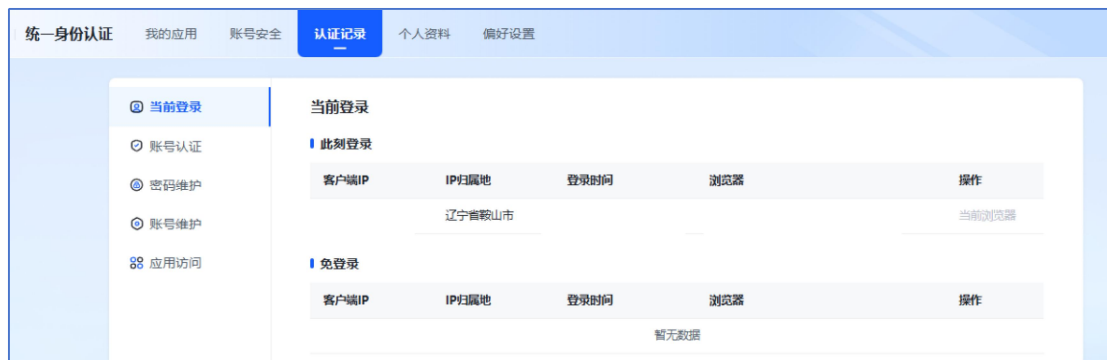 统一身份认证 我的应用 账号安全 认证记录 个人资料 偏好设置
当前登录
账号认证
密码维护
账号维护
应用访问
当前登录
此刻登录
客户端IP IP归属地 登录时间 浏览器 操作
辽宁省鞍山市 当前浏览器
免登录
客户端IP IP归属地 登录时间 浏览器 操作
暂无数据